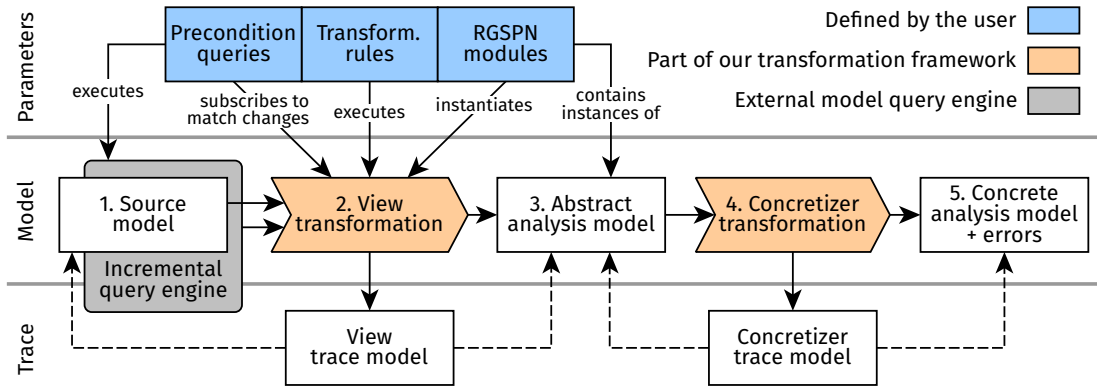 Parameters
Precondition
queries
Transform.
rules
RGSPN
modules
Defined by the user
Part of our transformation framework
External model query engine
executes
subscribes to
match changes
executes
instantiates
contains
instances of
Model
1. Source
model
Incremental
query engine
2. View
transformation
3. Abstract
analysis model
4. Concretizer
transformation
5. Concrete
analysis model
+ errors
Trace
View
trace model
Concretizer
trace model